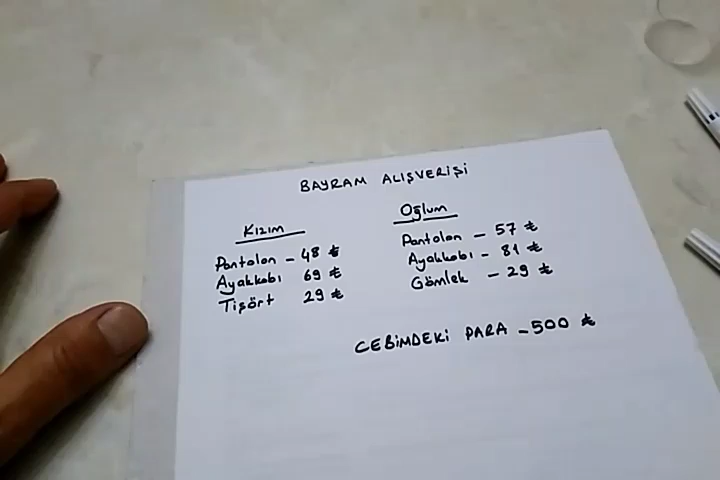 BAYRAM ALIŞVERİŞİ
Kızım
Pantolon - 48 ₺
Ayakkabı 69 ₺
Tişört 29 ₺
Oğlum
Pantolon - 57 ₺
Ayakkabı - 81 ₺
Gömlek - 29 ₺
CEBİMDEKİ PARA - 500 ₺